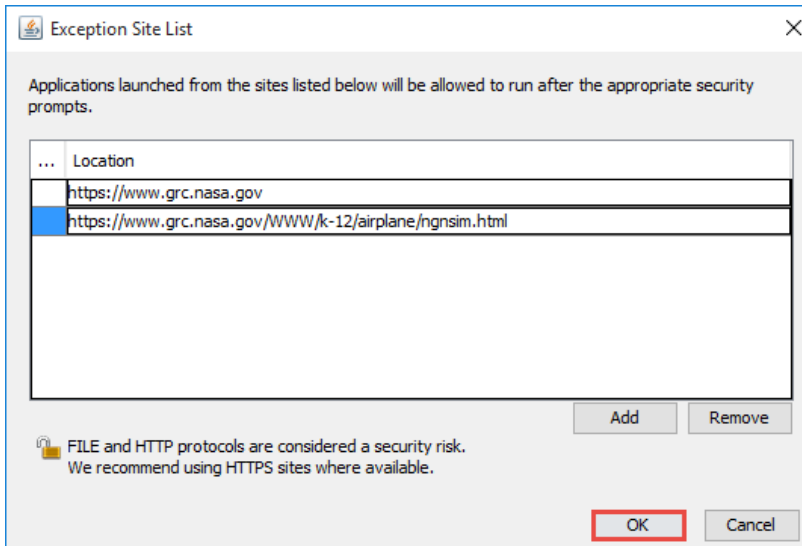 Exception Site List
Applications launched from the sites listed below will be allowed to run after the appropriate security
prompts.
... Location
https://www.grc.nasa.gov
https://www.grc.nasa.gov/WWW/k-12/airplane/ngnsim.html
Add Remove
FILE and HTTP protocols are considered a security risk.
We recommend using HTTPS sites where available.
OK Cancel